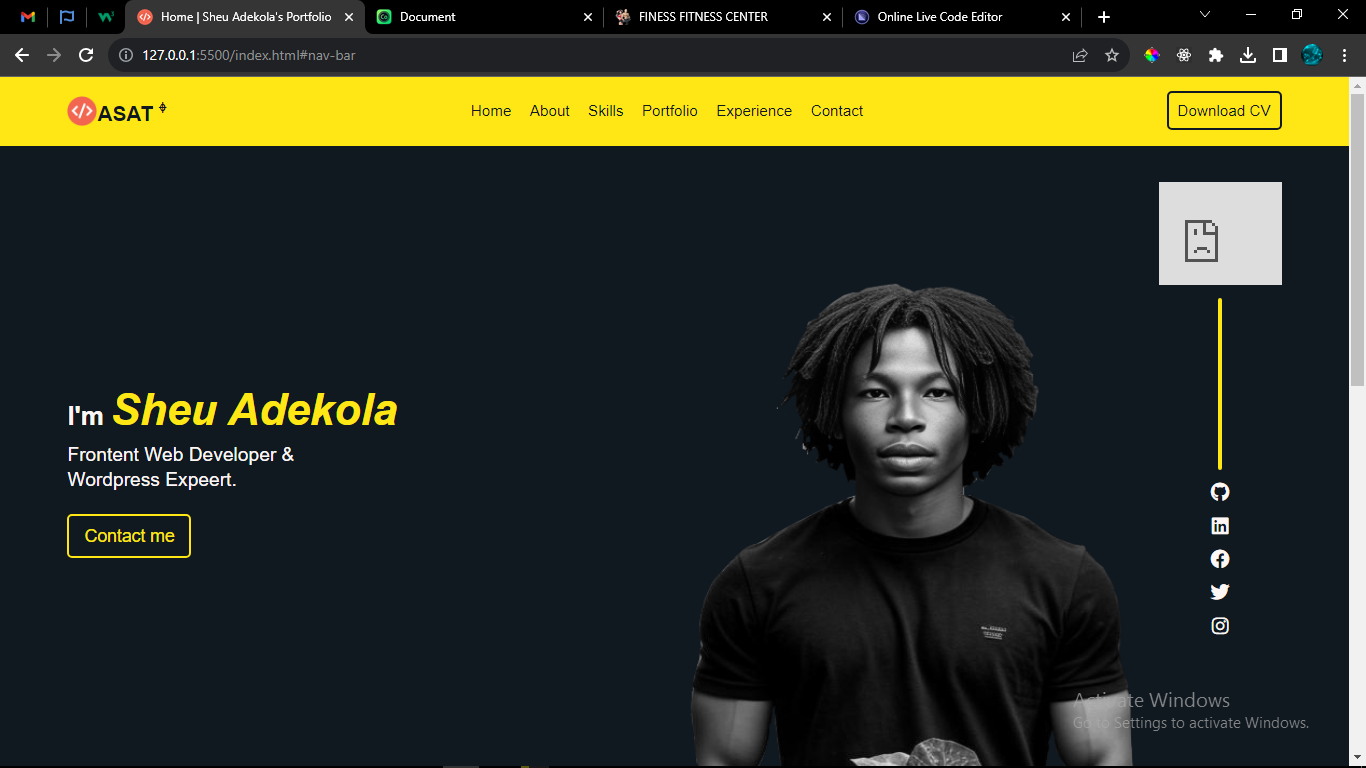 Home | Sheu Adekola's Portfolio
Document
FINESS FITNESS CENTER
Online Live Code Editor
127.0.0.1:5500/index.html#nav-bar
ASAT
Home About Skills Portfolio Experience Contact
Download CV
I'm Sheu Adekola
Frontent Web Developer &
Wordpress Expeert.
Contact me
Activate Windows
Go to Settings to activate Windows.